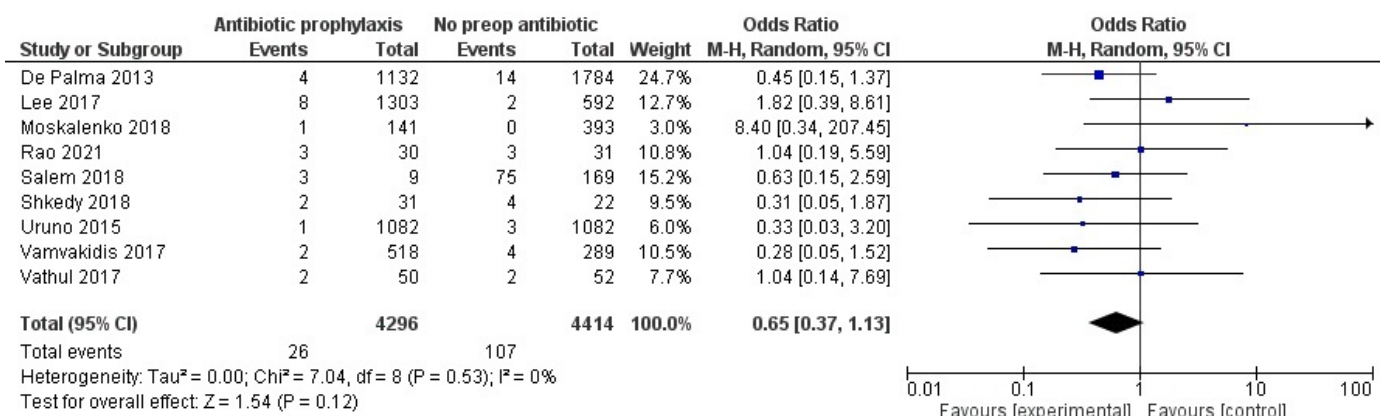 Antibiotic prophylaxis No preop antibiotic Odds Ratio Odds Ratio
Study or Subgroup Events Total Events Total Weight M-H, Random, 95% CI M-H, Random, 95% CI
De Palma 2013 4 1132 14 1784 24.7% 0.45 [0.15, 1.37]
Lee 2017 8 1303 2 592 12.7% 1.82 [0.39, 8.61]
Moskalenko 2018 1 141 0 393 3.0% 8.40 [0.34, 207.45]
Rao 2021 3 30 3 31 10.8% 1.04 [0.19, 5.59]
Salem 2018 3 9 75 169 15.2% 0.63 [0.15, 2.59]
Shkedy 2018 2 31 4 22 9.5% 0.31 [0.05, 1.87]
Uruno 2015 1 1082 3 1082 6.0% 0.33 [0.03, 3.20]
Vamvakidis 2017 2 518 4 289 10.5% 0.28 [0.05, 1.52]
Vathul 2017 2 50 2 52 7.7% 1.04 [0.14, 7.69]
Total (95% CI) 4296 4414 100.0% 0.65 [0.37, 1.13]
Total events 26 107
Heterogeneity: Tau² = 0.00; Chi² = 7.04, df = 8 (P = 0.53); I² = 0%
Test for overall effect: Z = 1.54 (P = 0.12)
0.01 0.1 1 10 100
Favours [experimental] Favours [control]